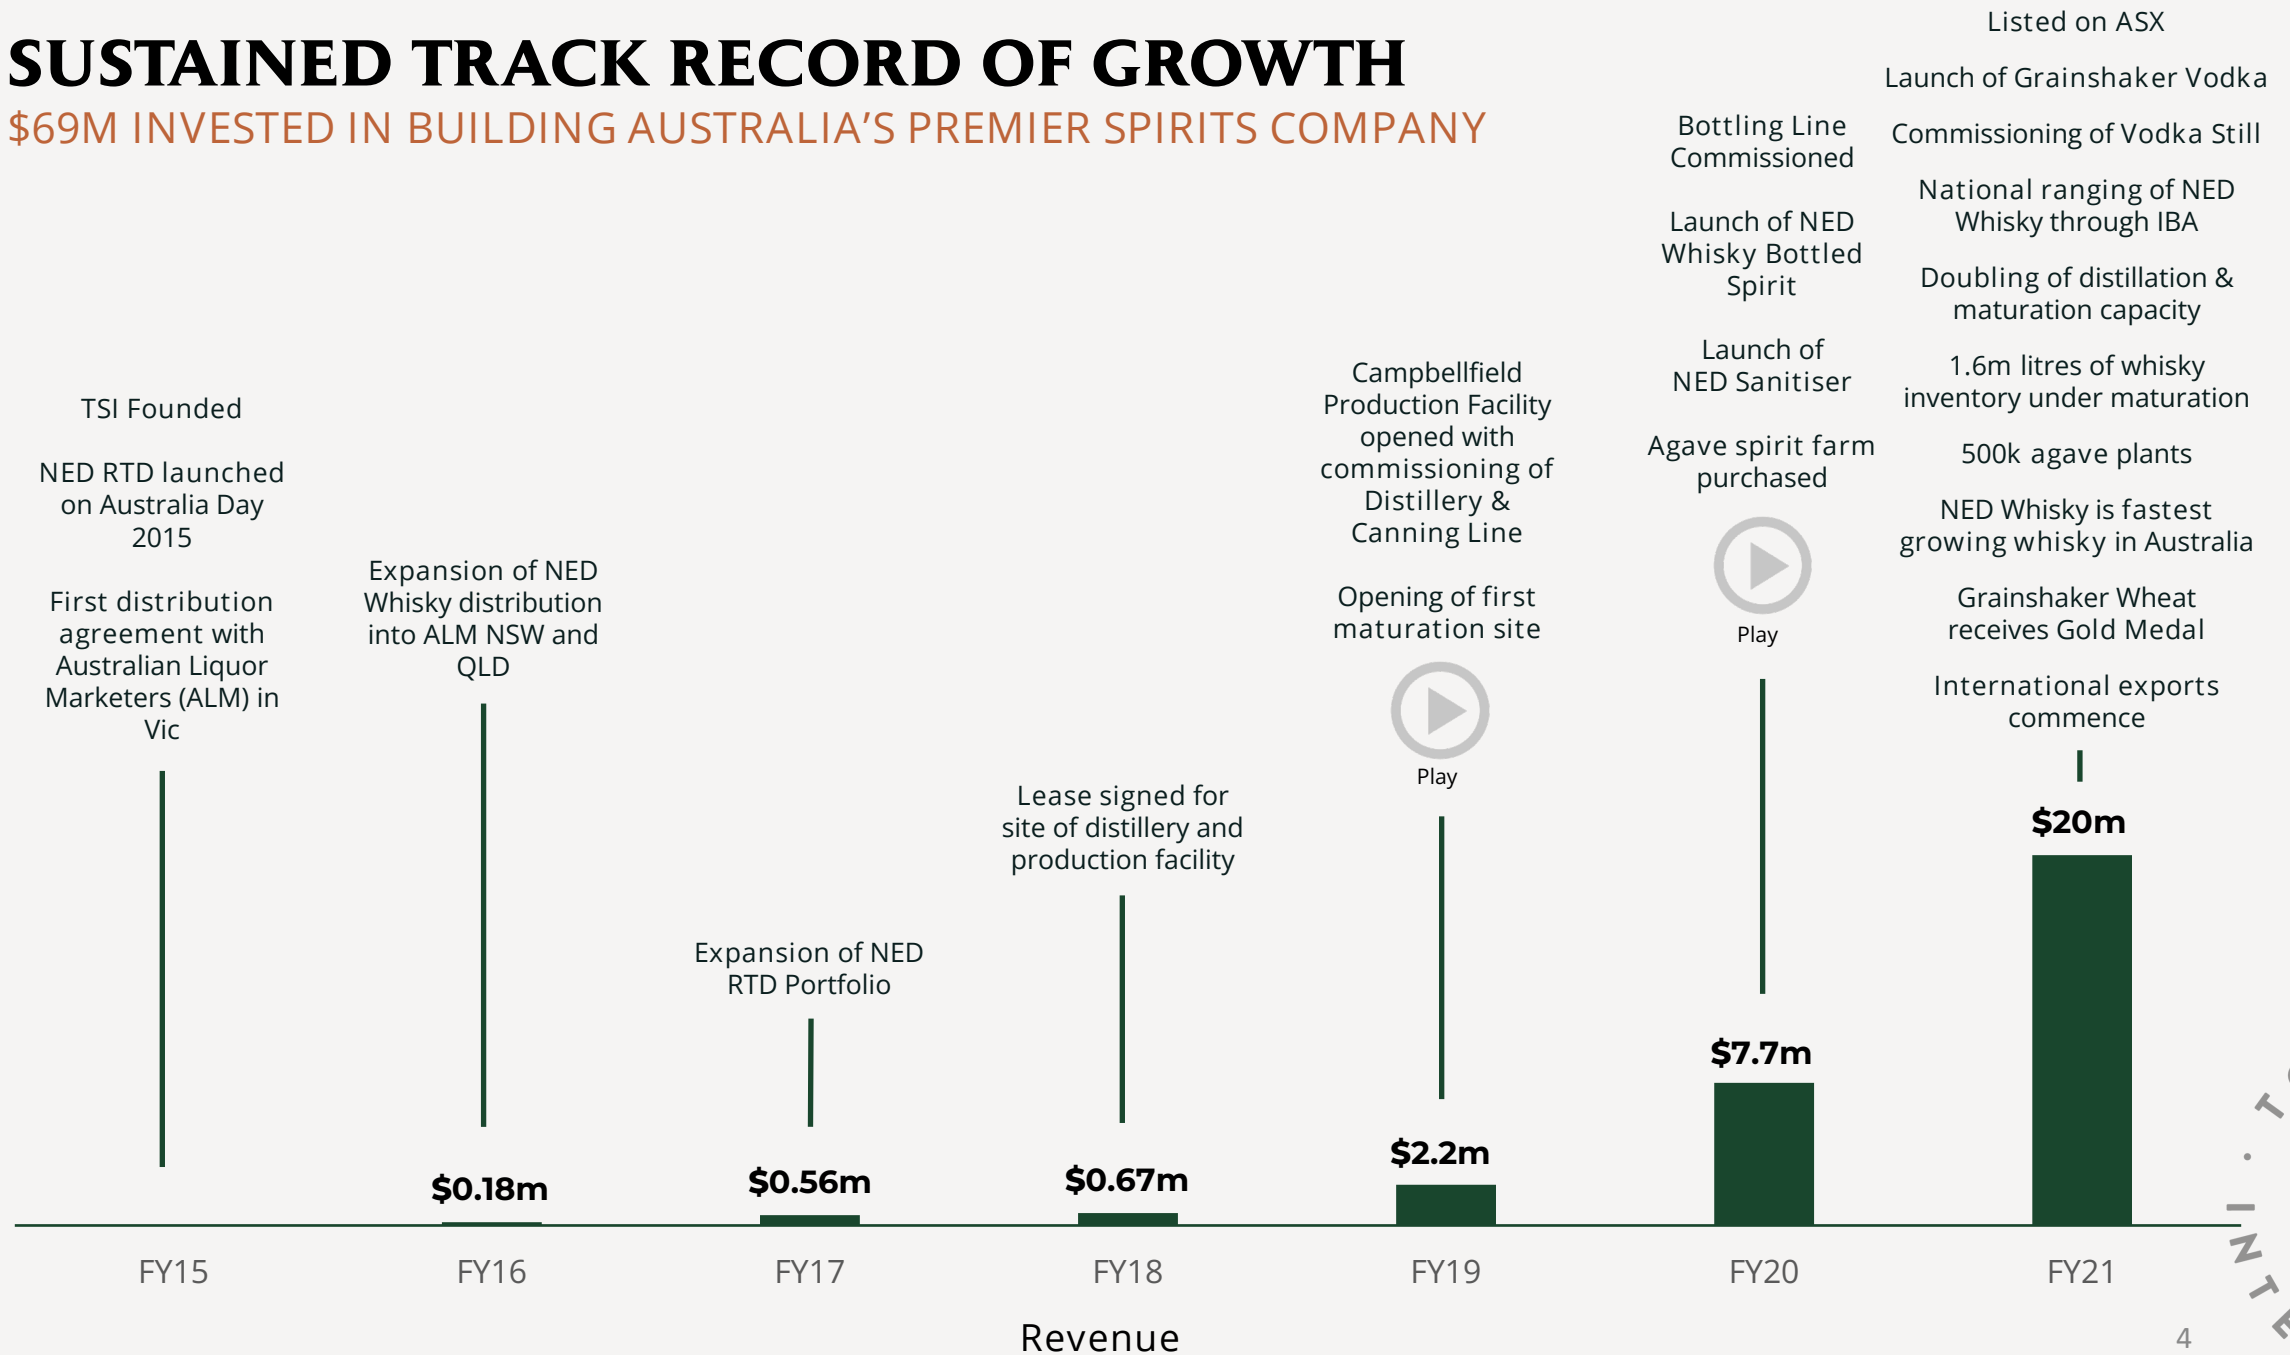 SUSTAINED TRACK RECORD OF GROWTH
$69M INVESTED IN BUILDING AUSTRALIA’S PREMIER SPIRITS COMPANY
TSI Founded
NED RTD launched
on Australia Day
2015
First distribution
agreement with
Australian Liquor
Marketers (ALM) in
Vic
Expansion of NED
Whisky distribution
into ALM NSW and
QLD
Expansion of NED
RTD Portfolio
Lease signed for
site of distillery and
production facility
Campbellfield
Production Facility
opened with
commissioning of
Distillery &
Canning Line
Opening of first
maturation site
Play
Bottling Line
Commissioned
Launch of NED
Whisky Bottled
Spirit
Launch of
NED Sanitiser
Agave spirit farm
purchased
Play
Listed on ASX
Launch of Grainshaker Vodka
Commissioning of Vodka Still
National ranging of NED
Whisky through IBA
Doubling of distillation &
maturation capacity
1.6m litres of whisky
inventory under maturation
500k agave plants
NED Whisky is fastest
growing whisky in Australia
Grainshaker Wheat
receives Gold Medal
International exports
commence
$0.18m
$0.56m
$0.67m
$2.2m
$7.7m
$20m
FY15
FY16
FY17
FY18
FY19
FY20
FY21
Revenue
4